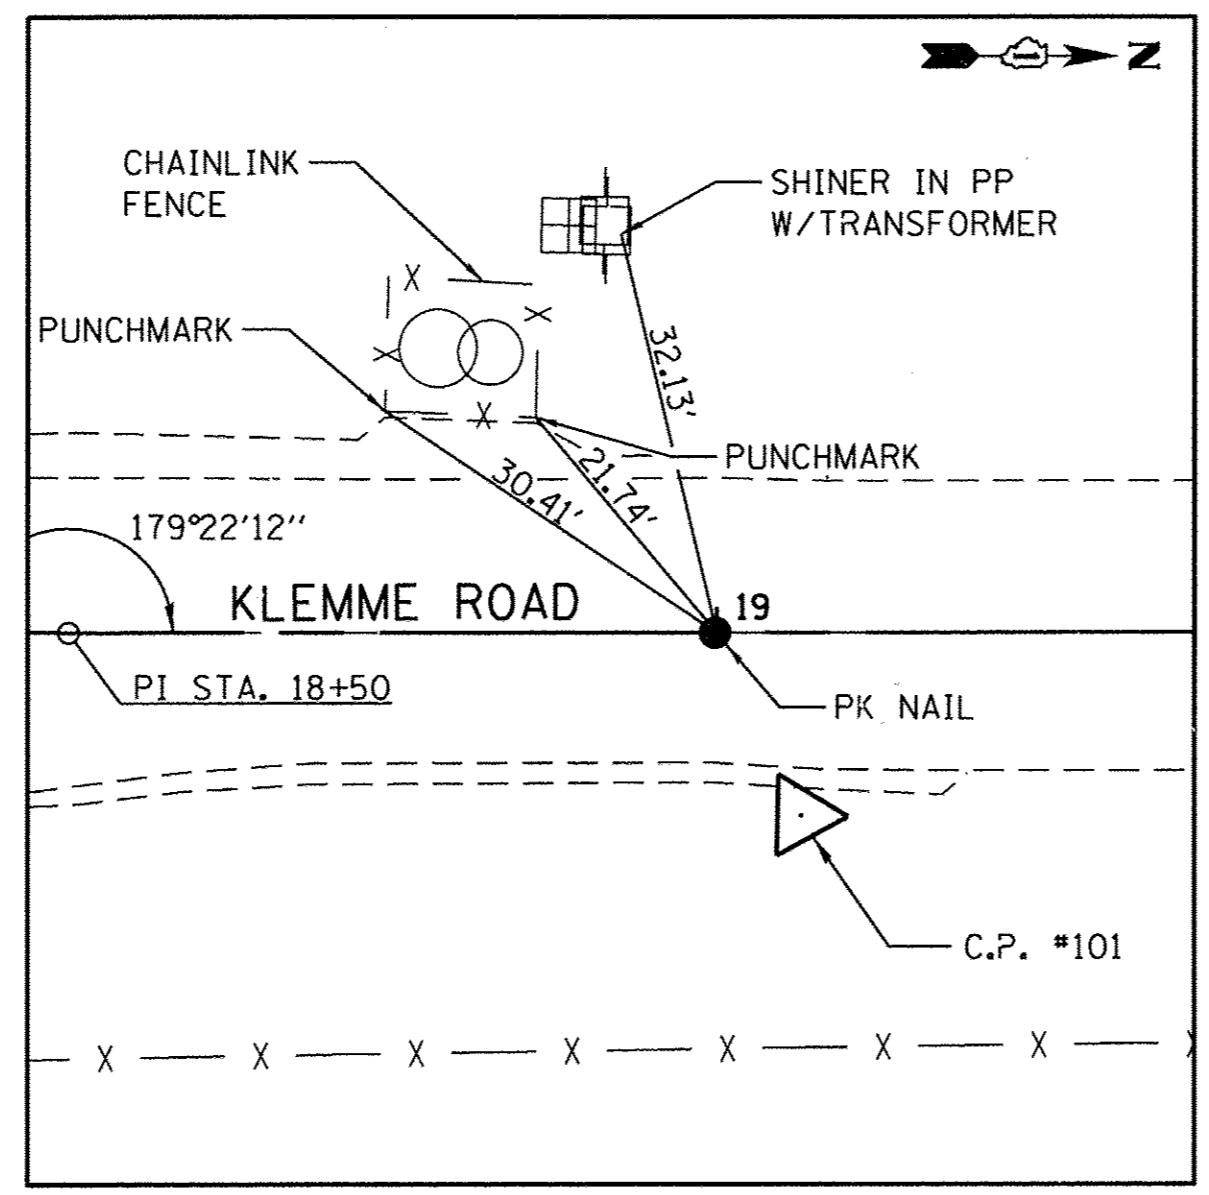 N
CHAINLINK
FENCE
SHINER IN PP
W/TRANSFORMER
PUNCHMARK
32.13'
PUNCHMARK
21.74'
30.41'
179°22'12''
KLEMME ROAD
19
PI STA. 18+50
PK NAIL
C.P. #101
X X X X
X X X X X X X X